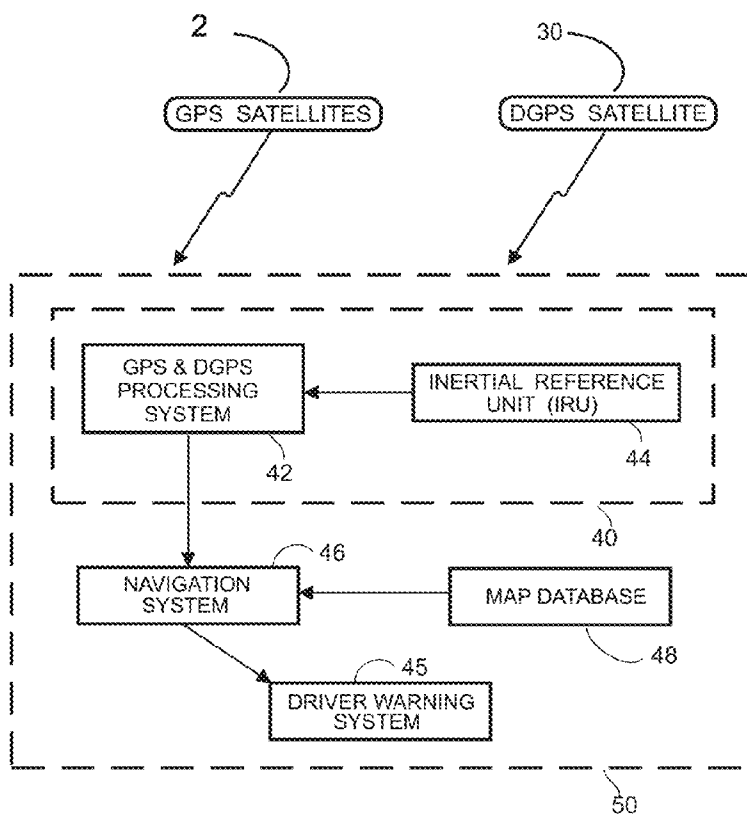 2
30
GPS SATELLITES
DGPS SATELLITE
GPS & DGPS
PROCESSING
SYSTEM
42
INERTIAL REFERENCE
UNIT (IRU)
44
40
46
NAVIGATION
SYSTEM
MAP DATABASE
48
45
DRIVER WARNING
SYSTEM
50